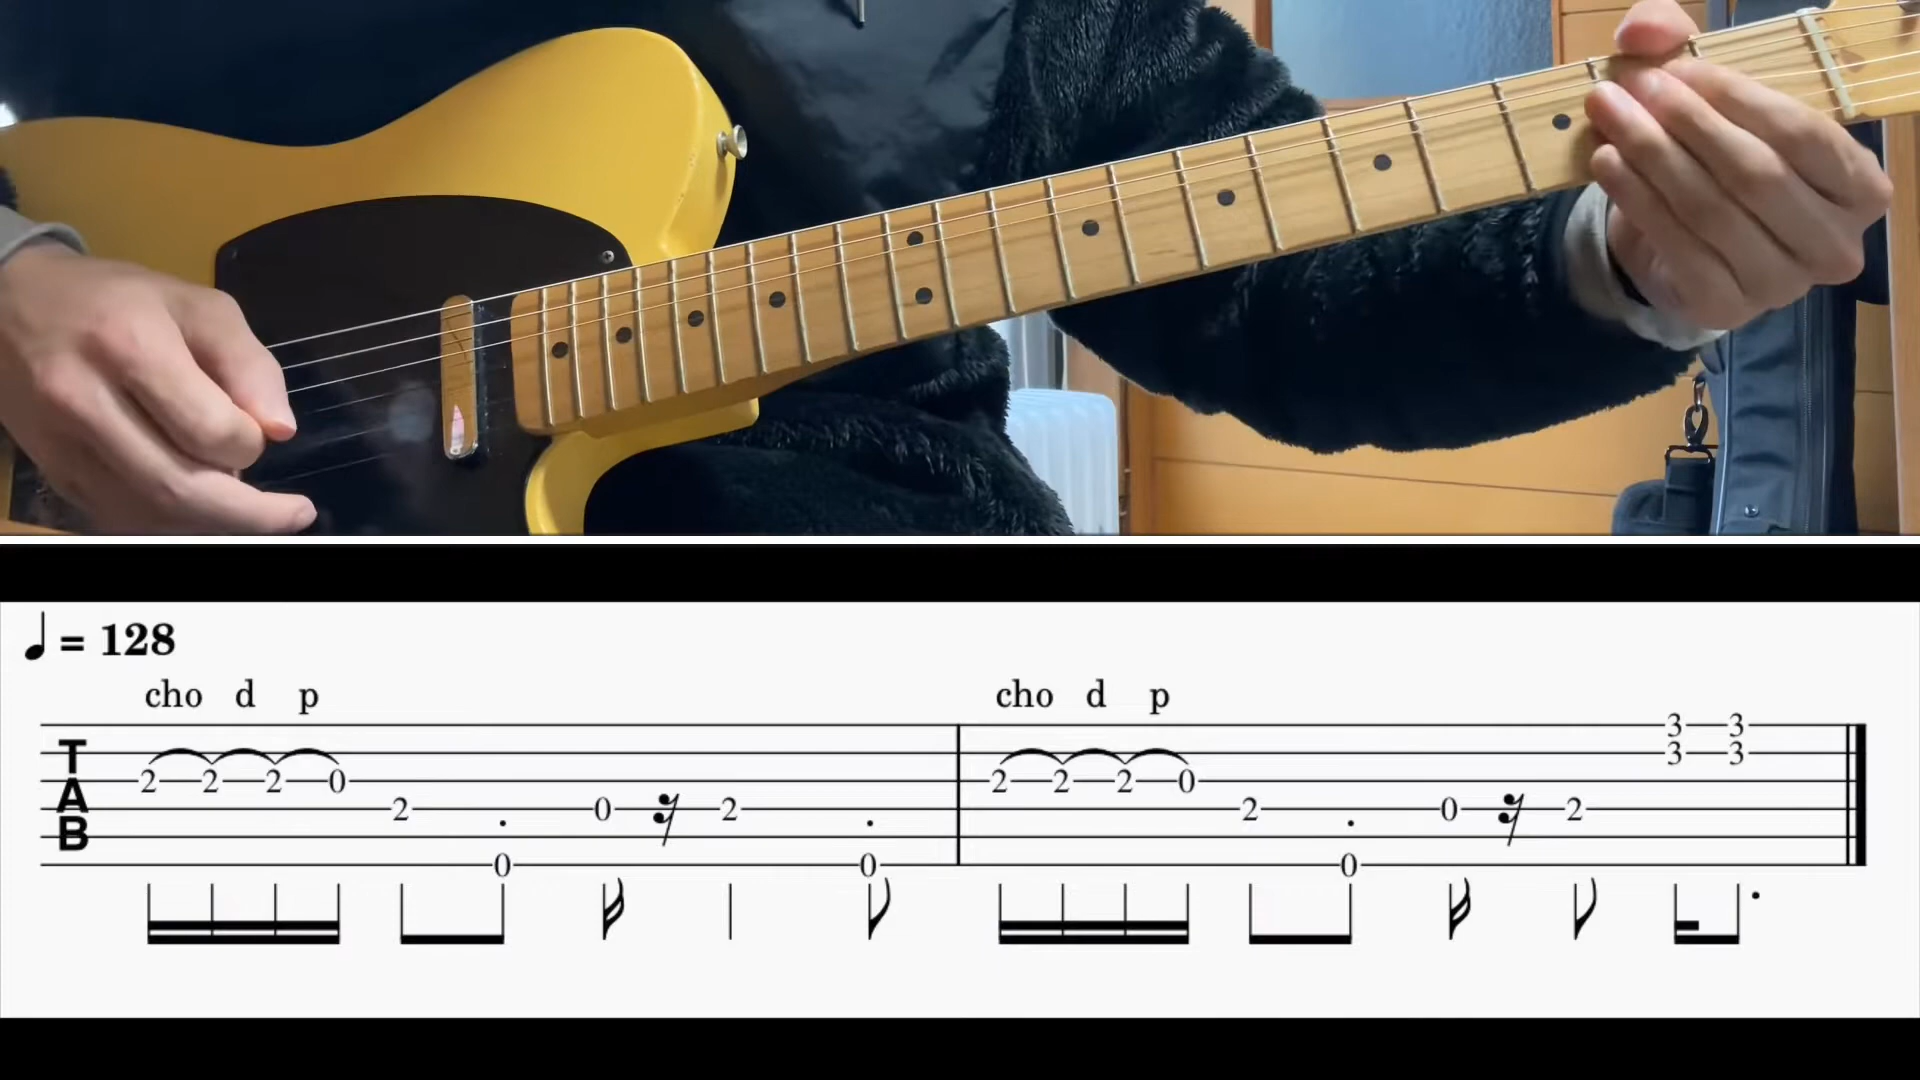 = 128
cho d p cho d p
3 3
3 3
T 2 2 2 0 2 2 2 0
A 2 0 2 2 0 2
B
0 0 0